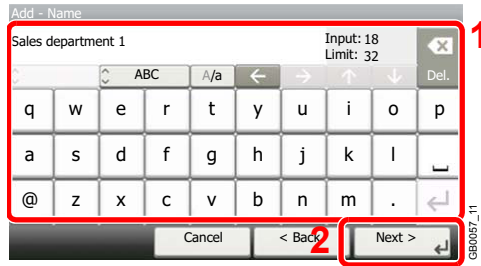 Add - Name
Sales department 1
Input: 18
Limit: 32
1
ABC
A/a
Del.
q w e r t y u i o p
a s d f g h j k l
@ z x c v b n m .
Cancel
< Back
2
Next >
GB0057_11